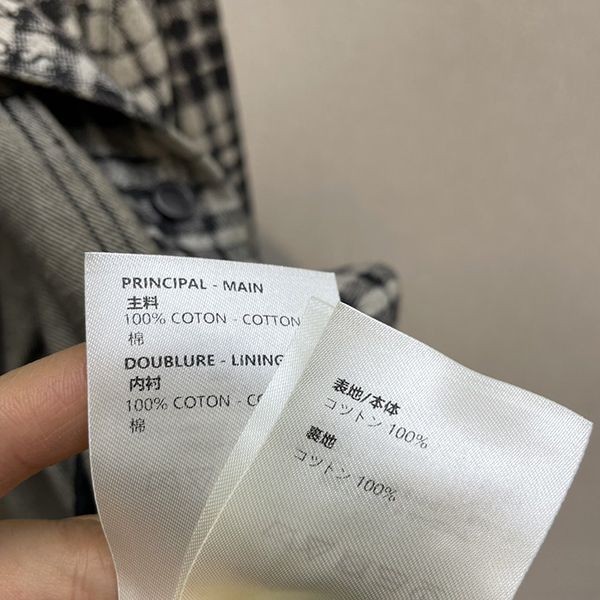 PRINCIPAL - MAIN
主料
100% COTON - COTTON
棉
DOUBLURE - LINING
内衬
100% COTON - CO
棉
表地/本体
コットン 100%
裏地
コットン 100%